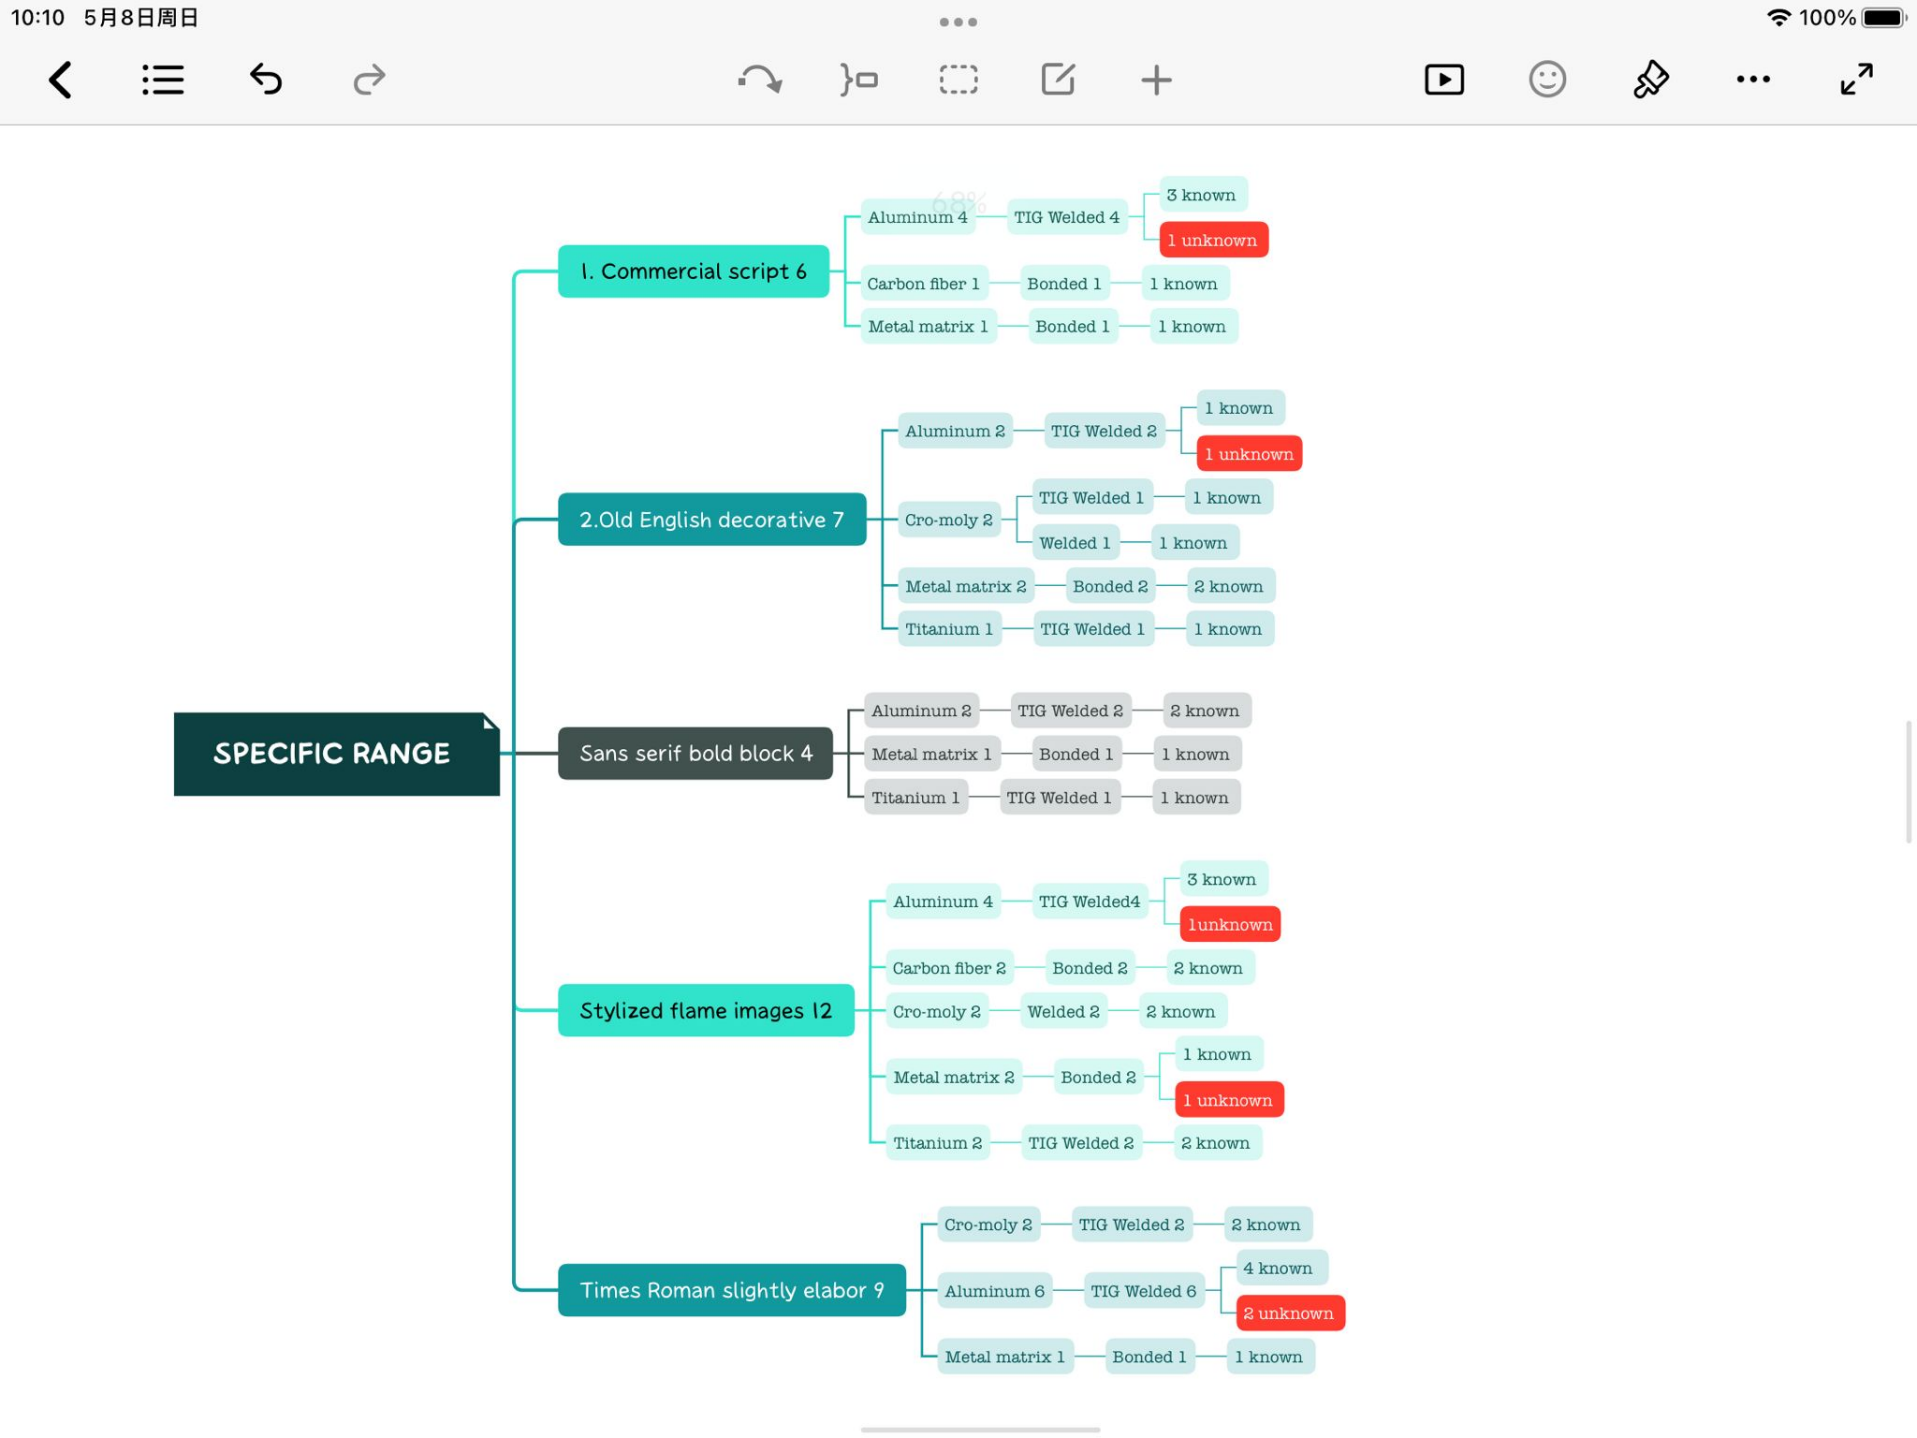 10:10 5月8日周日
100%
68%
SPECIFIC RANGE
1. Commercial script 6
Aluminum 4
TIG Welded 4
3 known
1 unknown
Carbon fiber 1
Bonded 1
1 known
Metal matrix 1
Bonded 1
1 known
2.Old English decorative 7
Aluminum 2
TIG Welded 2
1 known
1 unknown
Cro-moly 2
TIG Welded 1
1 known
Welded 1
1 known
Metal matrix 2
Bonded 2
2 known
Titanium 1
TIG Welded 1
1 known
Sans serif bold block 4
Aluminum 2
TIG Welded 2
2 known
Metal matrix 1
Bonded 1
1 known
Titanium 1
TIG Welded 1
1 known
Stylized flame images 12
Aluminum 4
TIG Welded4
3 known
1unknown
Carbon fiber 2
Bonded 2
2 known
Cro-moly 2
Welded 2
2 known
Metal matrix 2
Bonded 2
1 known
1 unknown
Titanium 2
TIG Welded 2
2 known
Times Roman slightly elabor 9
Cro-moly 2
TIG Welded 2
2 known
Aluminum 6
TIG Welded 6
4 known
2 unknown
Metal matrix 1
Bonded 1
1 known